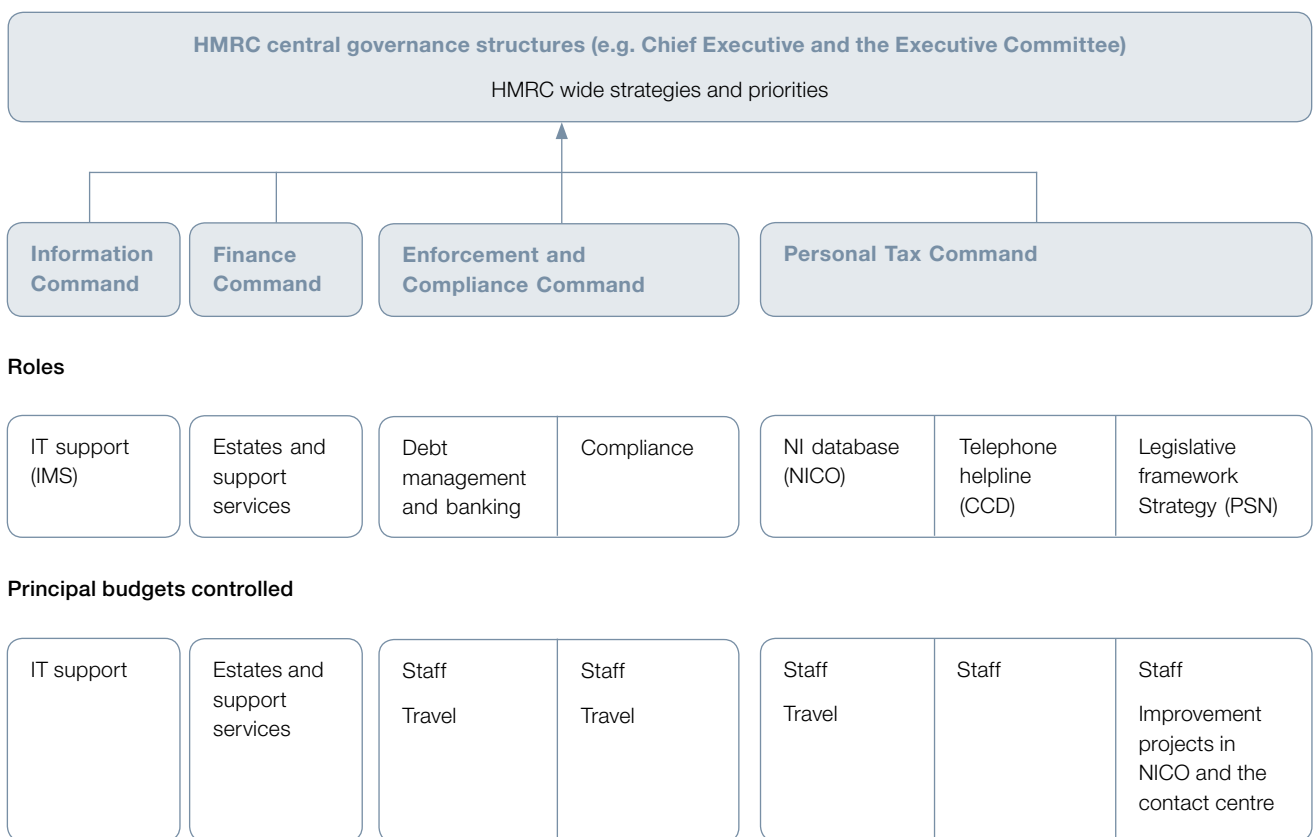 HMRC central governance structures (e.g. Chief Executive and the Executive Committee)
HMRC wide strategies and priorities
Information
Command
Finance
Command
Enforcement and
Compliance Command
Personal Tax Command
Roles
IT support
(IMS)
Estates and
support
services
Debt
management
and banking
Compliance
NI database
(NICO)
Telephone
helpline
(CCD)
Legislative
framework
Strategy (PSN)
Principal budgets controlled
IT support
Estates and
support
services
Staff
Travel
Staff
Travel
Staff
Travel
Staff
Staff
Improvement
projects in
NICO and the
contact centre